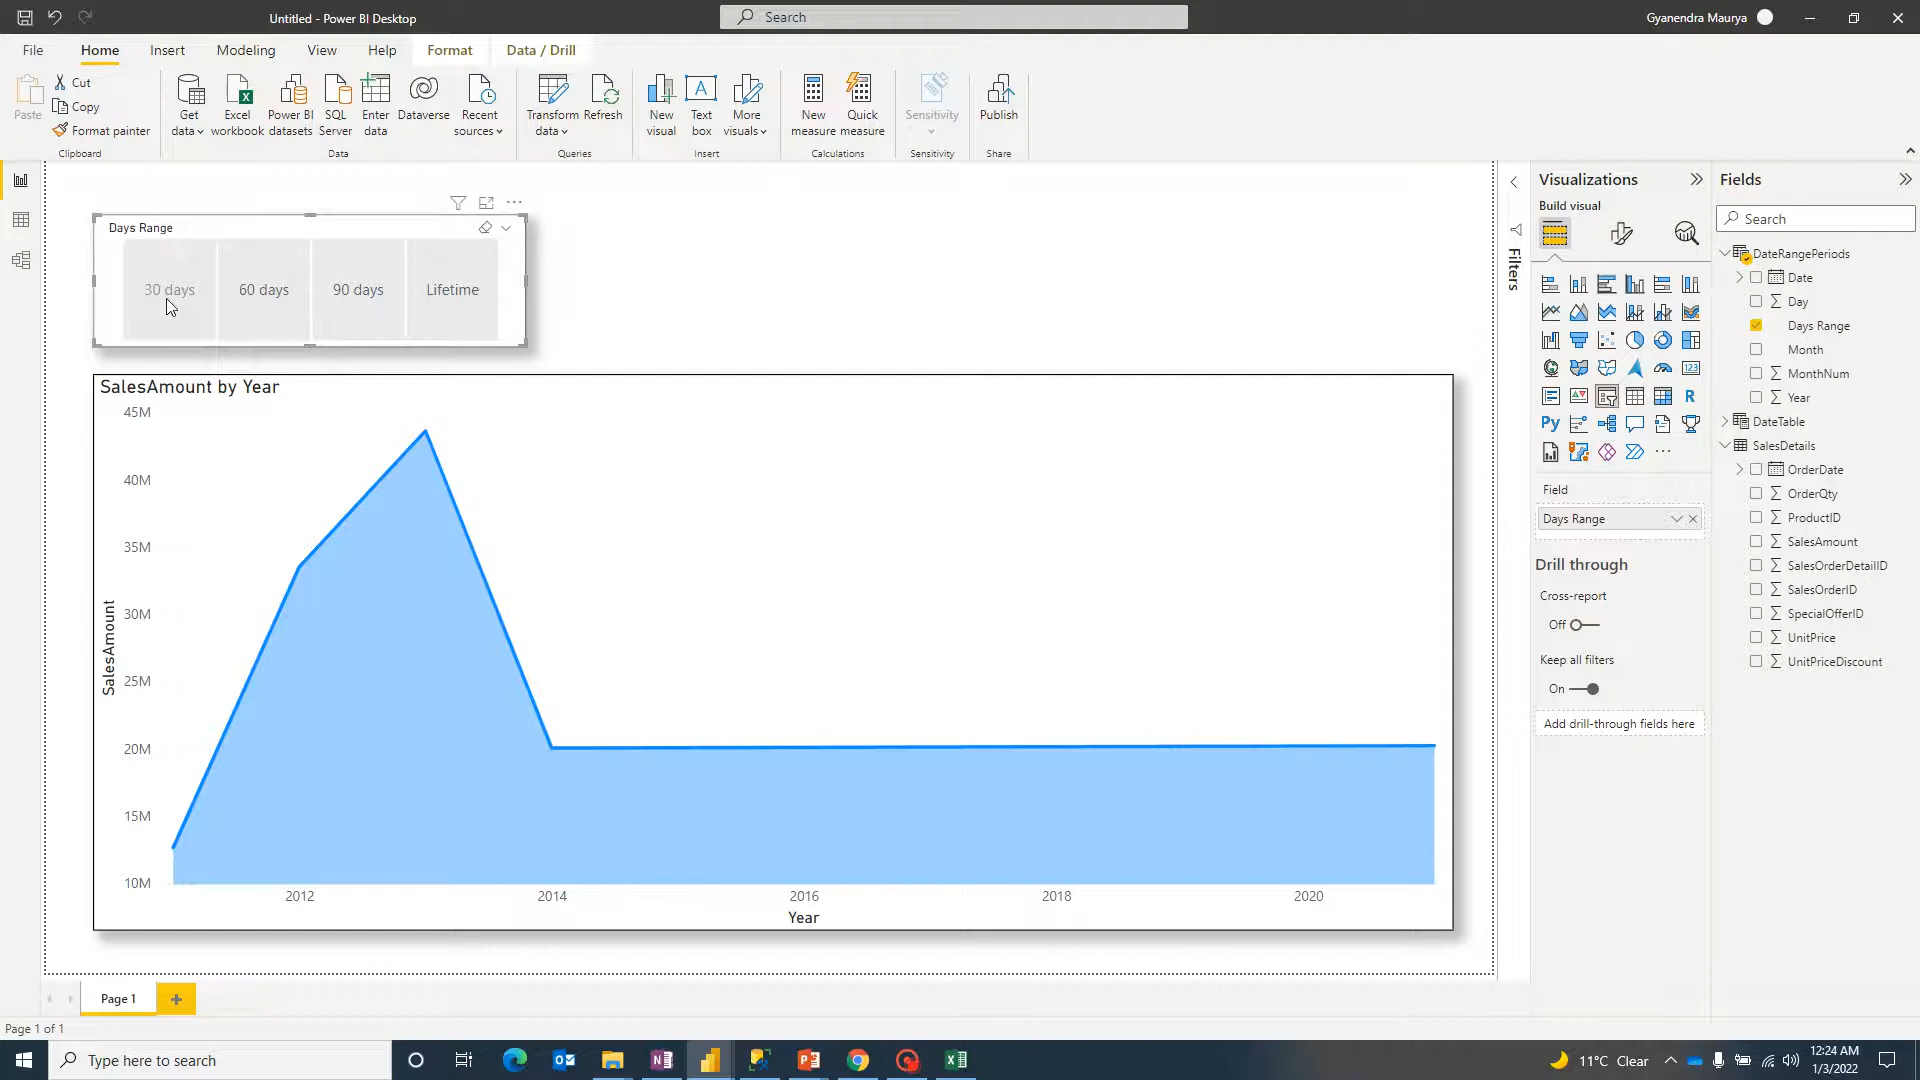 Untitled - Power BI Desktop
Search
Gyanendra Maurya
File Home Insert Modeling View Help Format Data / Drill
Paste
Cut
Copy
Format painter
Clipboard
Get data
Excel workbook
Power BI datasets
SQL Server
Enter data
Dataverse
Recent sources
Data
Transform data
Refresh
Queries
New visual
Text box
More visuals
Insert
New measure
Quick measure
Calculations
Sensitivity
Sensitivity
Publish
Share
Days Range
30 days 60 days 90 days Lifetime
SalesAmount by Year
45M
40M
35M
30M
25M
20M
15M
10M
SalesAmount
2012 2014 2016 2018 2020
Year
Filters
Visualizations
Build visual
123
R
Py
Field
Days Range
Drill through
Cross-report
Off
Keep all filters
On
Add drill-through fields here
Fields
Search
DateRangePeriods
Date
Day
Days Range
Month
MonthNum
Year
DateTable
SalesDetails
OrderDate
OrderQty
ProductID
SalesAmount
SalesOrderDetailID
SalesOrderID
SpecialOfferID
UnitPrice
UnitPriceDiscount
Page 1
Page 1 of 1
Type here to search
11°C Clear
12:24 AM
1/3/2022